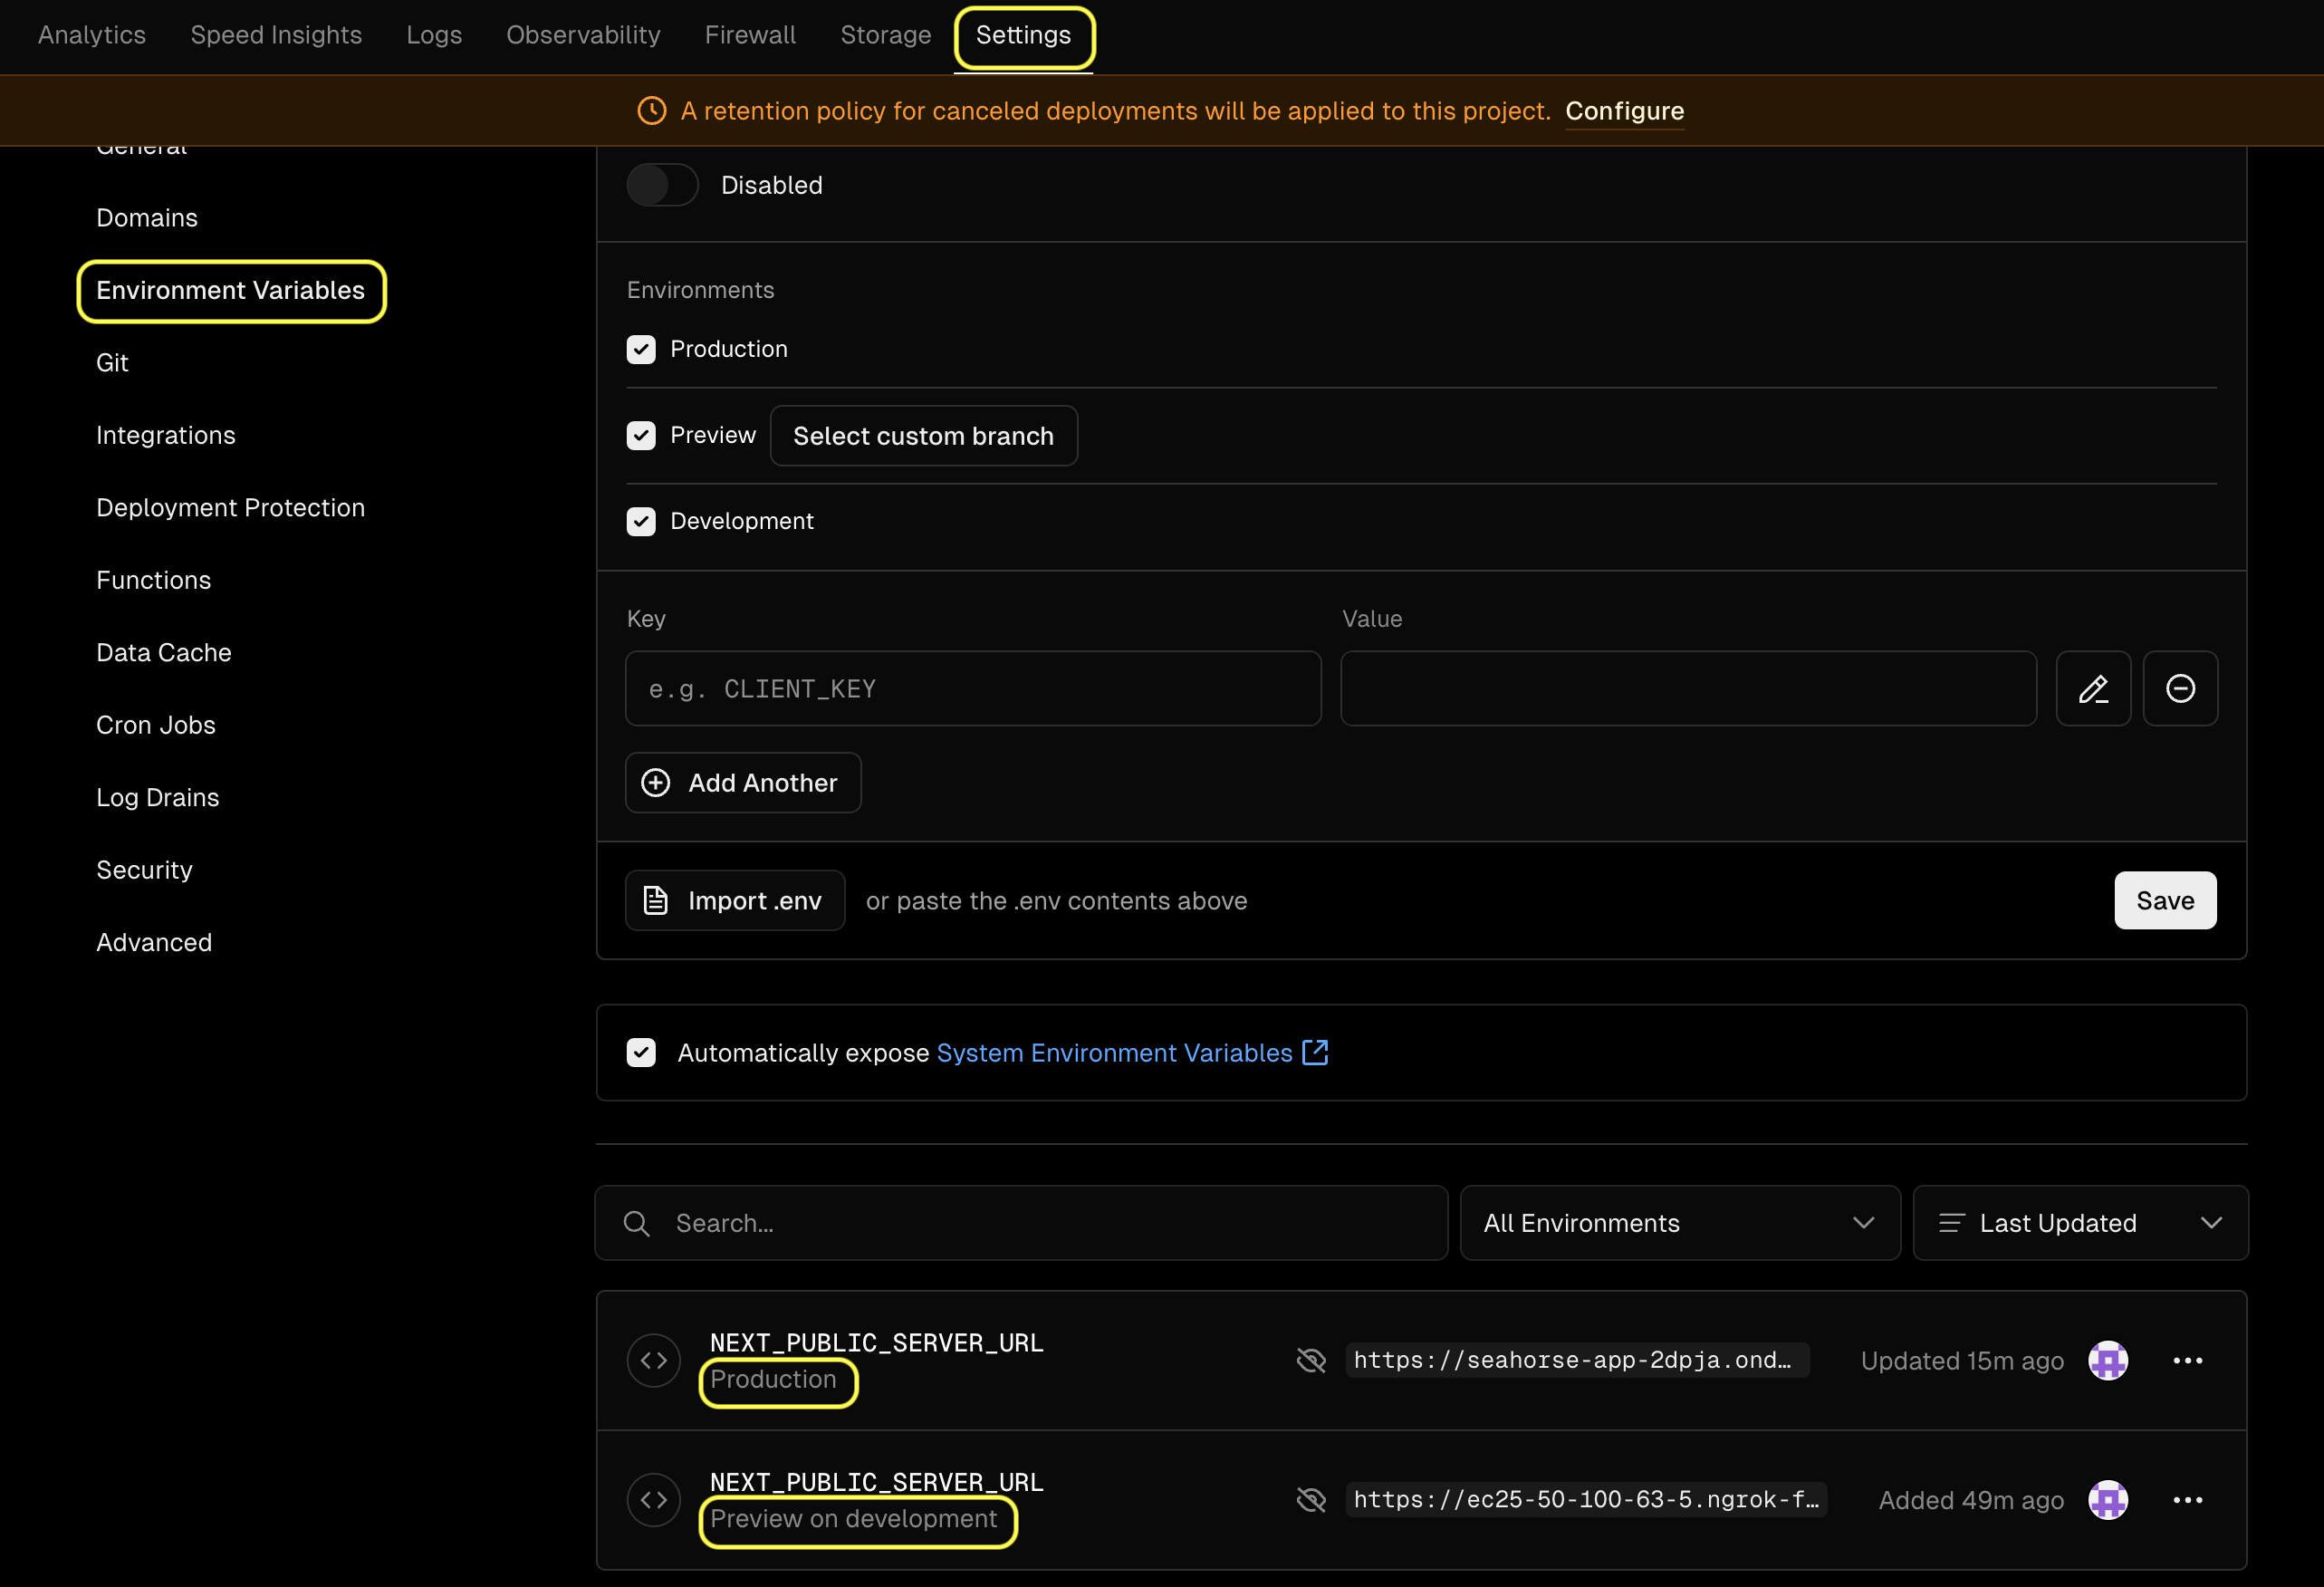 Analytics Speed Insights Logs Observability Firewall Storage Settings
A retention policy for canceled deployments will be applied to this project. Configure
General
Domains
Environment Variables
Git
Integrations
Deployment Protection
Functions
Data Cache
Cron Jobs
Log Drains
Security
Advanced
Disabled
Environments
Production
Preview Select custom branch
Development
Key Value
e.g. CLIENT_KEY
Add Another
Import .env or paste the .env contents above Save
Automatically expose System Environment Variables
Search... All Environments Last Updated
NEXT_PUBLIC_SERVER_URL
Production
https://seahorse-app-2dpja.ond... Updated 15m ago
NEXT_PUBLIC_SERVER_URL
Preview on development
https://ec25-50-100-63-5.ngrok-f... Added 49m ago